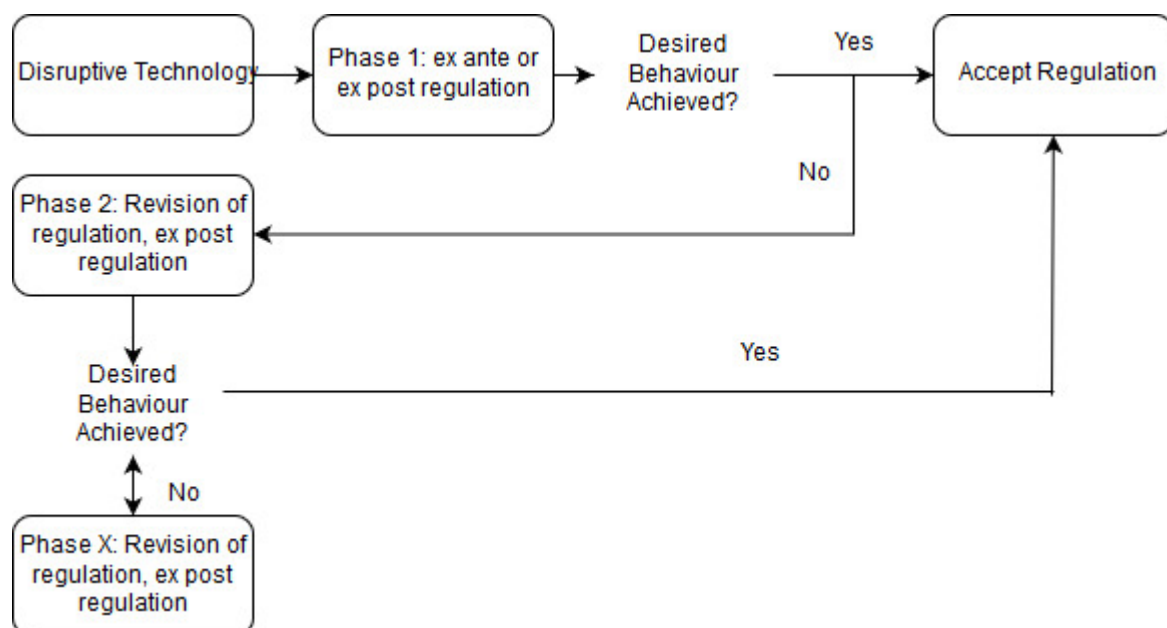 Disruptive Technology
Phase 1: ex ante or
ex post regulation
Desired
Behaviour
Achieved?
Yes
Accept Regulation
No
Phase 2: Revision of
regulation, ex post
regulation
Yes
Desired
Behaviour
Achieved?
No
Phase X: Revision of
regulation, ex post
regulation